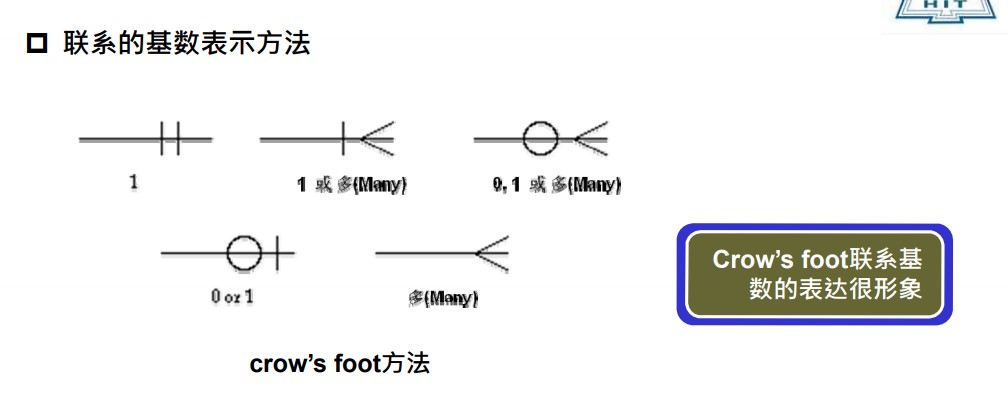 HIT
联系的基数表示方法
1
1 或 多(Many)
0,1 或 多(Many)
0 or 1
多(Many)
Crow's foot联系基
数的表达很形象
crow's foot方法